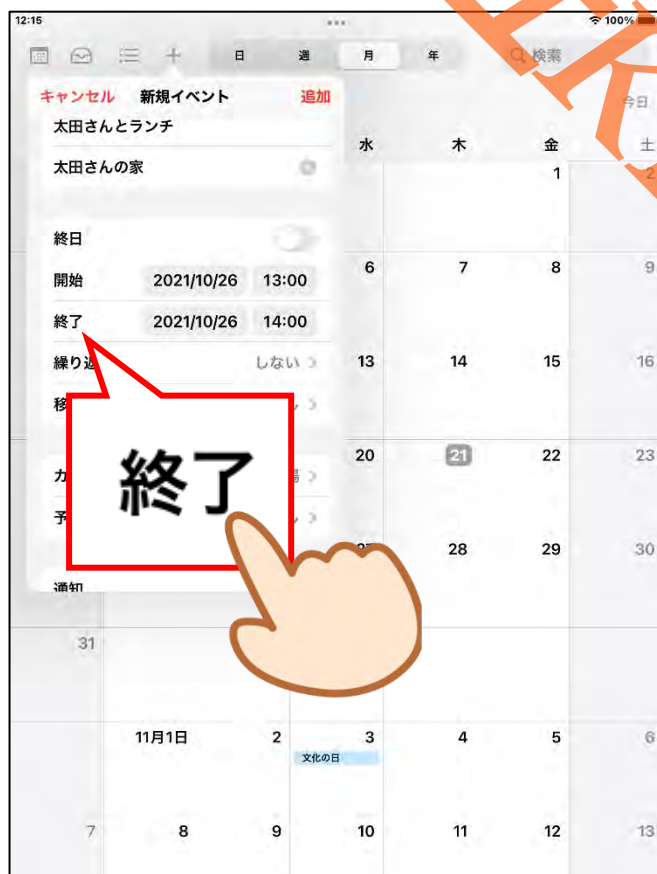 12:15
100%
日 週 月 年 検索
キャンセル 新規イベント 追加
今日
太田さんとランチ
水 木 金 土
太田さんの家
1 2
終日
開始 2021/10/26 13:00
6 7 8 9
終了 2021/10/26 14:00
繰り返 しない
13 14 15 16
移
終了
20 21 22 23
カ
予
27 28 29 30
通知
31
11月1日 2 3 4 5 6
文化の日
7 8 9 10 11 12 13